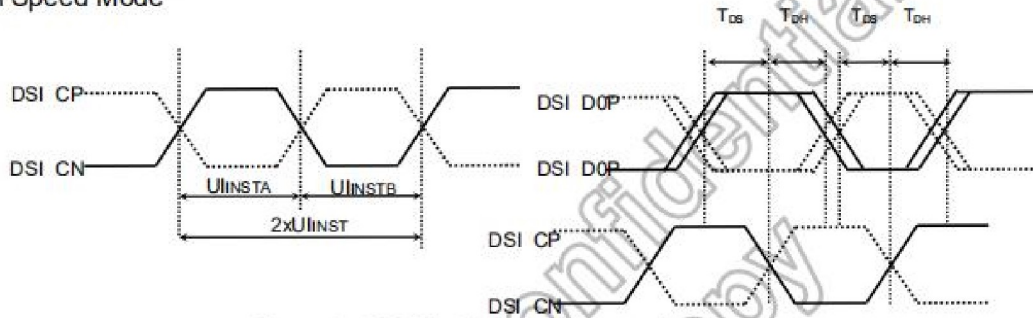 Speed Mode
DSI CP
DSI CN
UIINSTA
UIINSTB
2xUIINST
TDS
TDH
TDS
TDH
DSI D0P
DSI D0P
DSI CP
DSI CN
Confidential